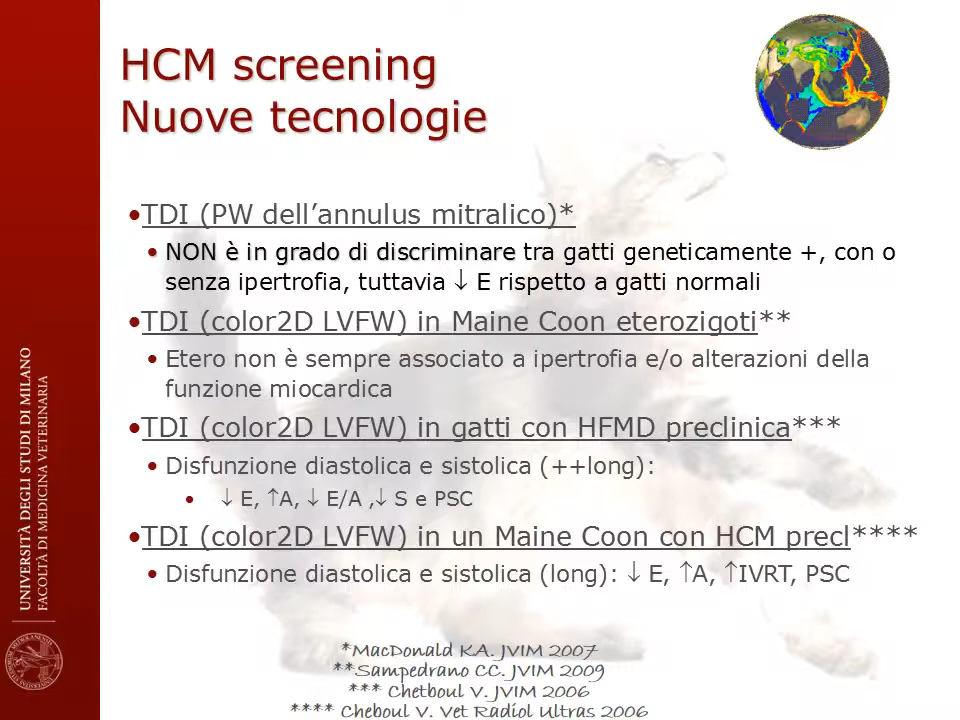 HCM screening
Nuove tecnologie
•TDI (PW dell’annulus mitralico)*
• NON è in grado di discriminare tra gatti geneticamente +, con o
senza ipertrofia, tuttavia ↓ E rispetto a gatti normali
•TDI (color2D LVFW) in Maine Coon eterozigoti**
• Etero non è sempre associato a ipertrofia e/o alterazioni della
funzione miocardica
•TDI (color2D LVFW) in gatti con HFMD preclinica***
• Disfunzione diastolica e sistolica (++long):
• ↓ E, ↑A, ↓ E/A ,↓ S e PSC
•TDI (color2D LVFW) in un Maine Coon con HCM precl****
• Disfunzione diastolica e sistolica (long): ↓ E, ↑A, ↑IVRT, PSC
*MacDonald KA. JVIM 2007
**Sampedrano CC. JVIM 2009
*** Chetboul V. JVIM 2006
**** Cheboul V. Vet Radiol Ultras 2006
UNIVERSITÀ DEGLI STUDI DI MILANO
FACOLTÀ DI MEDICINA VETERINARIA